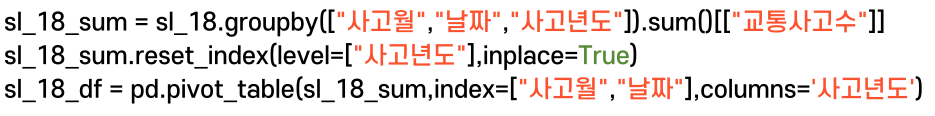 sl_18_sum = sl_18.groupby(["사고월","날짜","사고년도"]).sum()[["교통사고수"]]
sl_18_sum.reset_index(level=["사고년도"],inplace=True)
sl_18_df = pd.pivot_table(sl_18_sum,index=["사고월","날짜"],columns='사고년도')